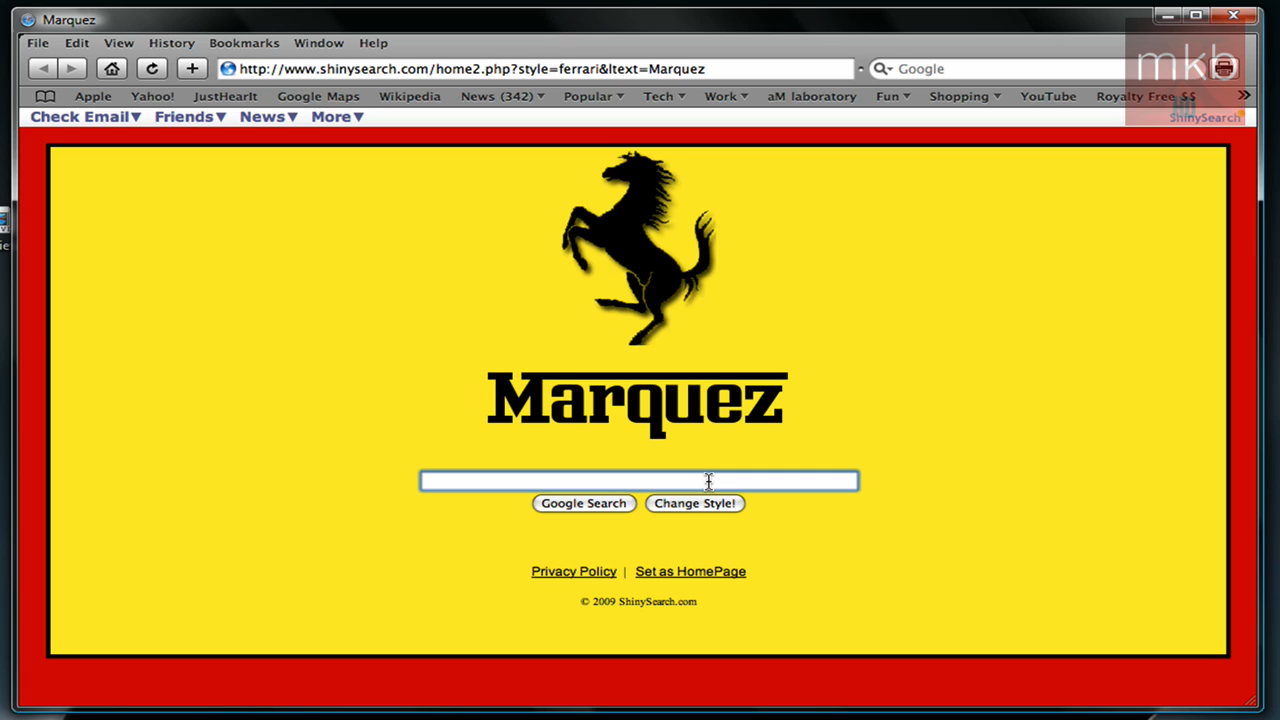 Marquez
File Edit View History Bookmarks Window Help
http://www.shinysearch.com/home2.php?style=ferrari&ltext=Marquez Google
mkb
Apple Yahoo! JustHearIt Google Maps Wikipedia News (342) Popular Tech Work aM laboratory Fun Shopping YouTube Royalty Free $$
Check Email Friends News More ShinySearch
Marquez
Google Search Change Style!
Privacy Policy | Set as HomePage
© 2009 ShinySearch.com